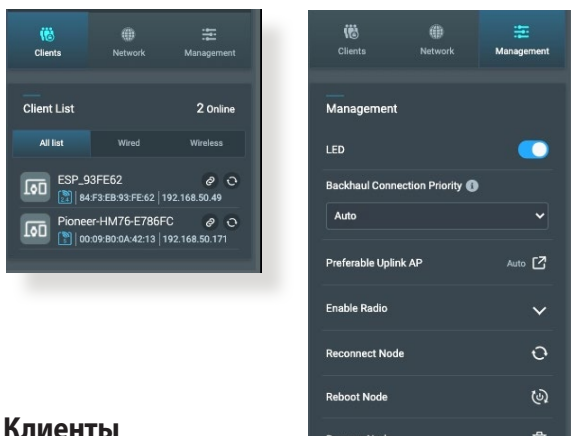 Clients Network Management
Client List 2 Online
All list Wired Wireless
ESP_93FE62
2.4 84:F3:EB:93:FE:62 192.168.50.49
Pioneer-HM76-E786FC
00:09:B0:0A:42:13 192.168.50.171
Клиенты
Clients Network Management
Management
LED
Backhaul Connection Priority
Auto
Preferable Uplink AP Auto
Enable Radio
Reconnect Node
Reboot Node